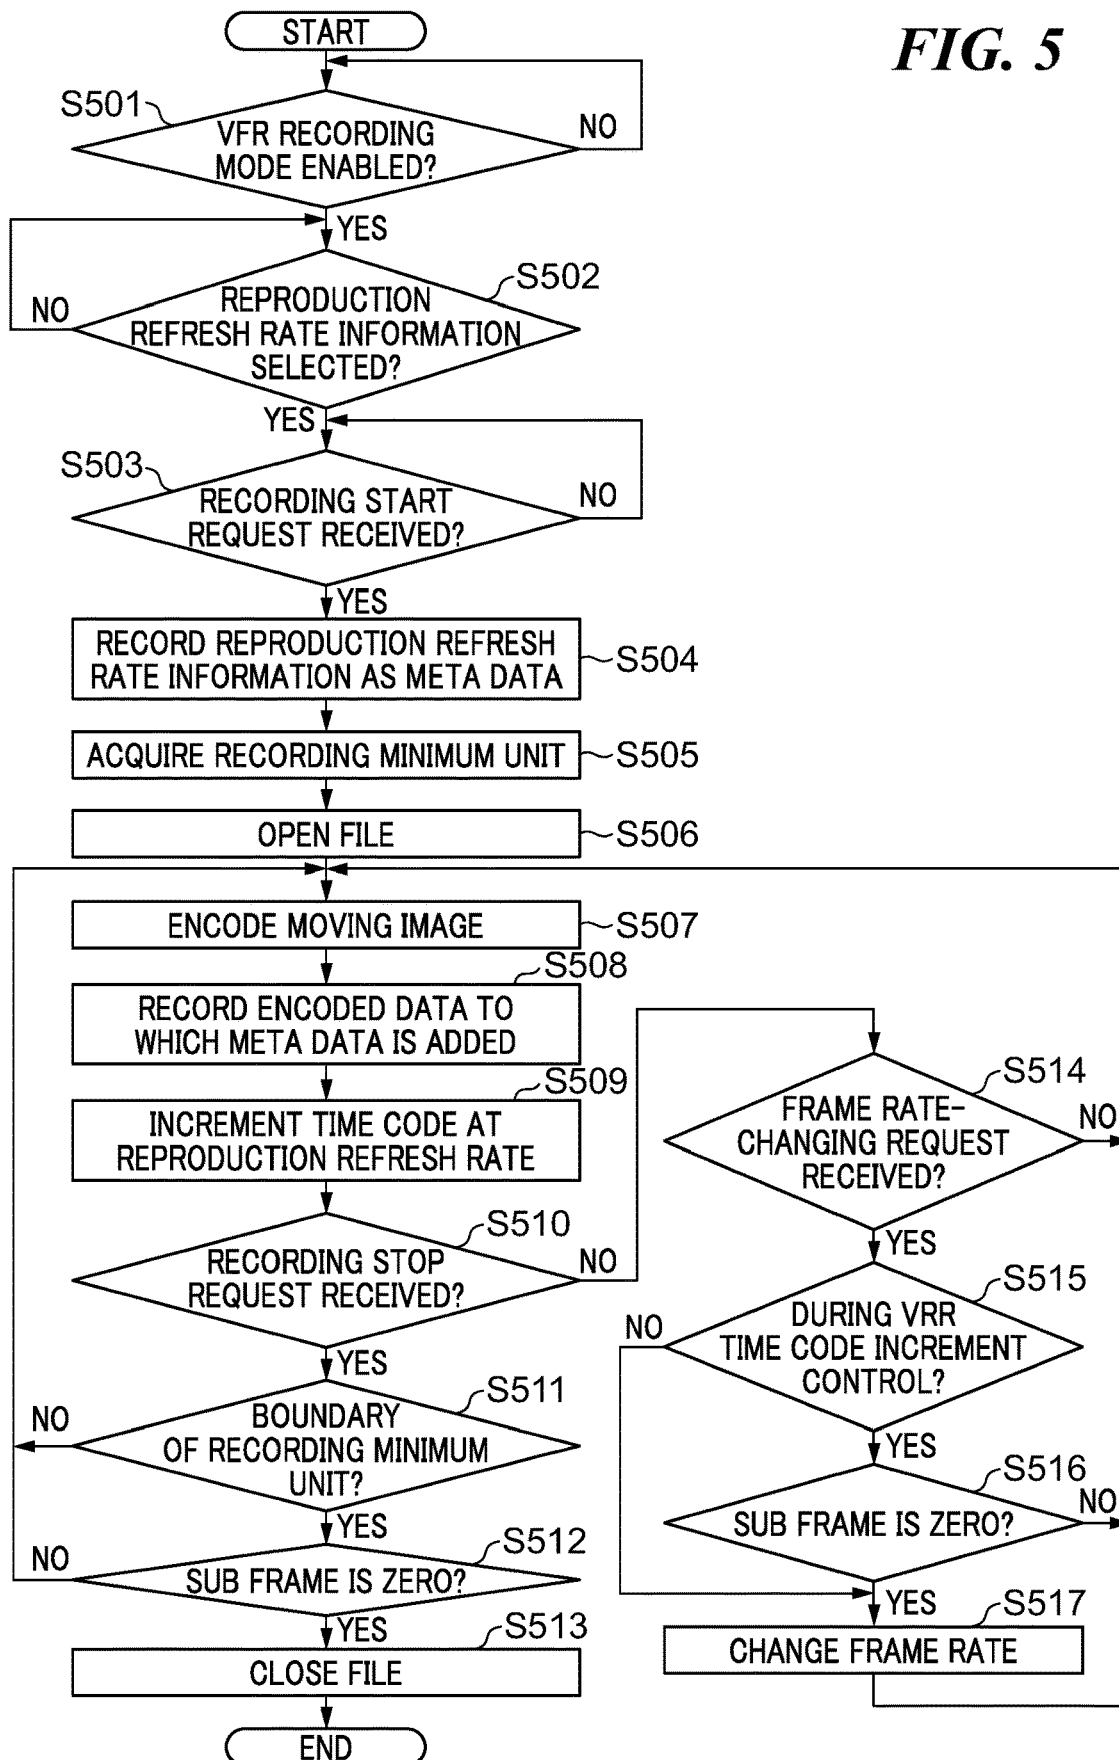 START
FIG. 5
S501
VFR RECORDING
MODE ENABLED?
NO
YES
S502
NO
REPRODUCTION
REFRESH RATE INFORMATION
SELECTED?
YES
S503
RECORDING START
REQUEST RECEIVED?
NO
YES
RECORD REPRODUCTION REFRESH
RATE INFORMATION AS META DATA
S504
ACQUIRE RECORDING MINIMUM UNIT
S505
OPEN FILE
S506
ENCODE MOVING IMAGE
S507
S508
RECORD ENCODED DATA TO
WHICH META DATA IS ADDED
S509
INCREMENT TIME CODE AT
REPRODUCTION REFRESH RATE
S510
RECORDING STOP
REQUEST RECEIVED?
NO
YES
S511
NO
BOUNDARY
OF RECORDING MINIMUM
UNIT?
YES
S512
NO
SUB FRAME IS ZERO?
YES
S513
CLOSE FILE
END
S514
FRAME RATE-
CHANGING REQUEST
RECEIVED?
NO
YES
S515
NO
DURING VRR
TIME CODE INCREMENT
CONTROL?
YES
S516
SUB FRAME IS ZERO?
NO
YES
S517
CHANGE FRAME RATE